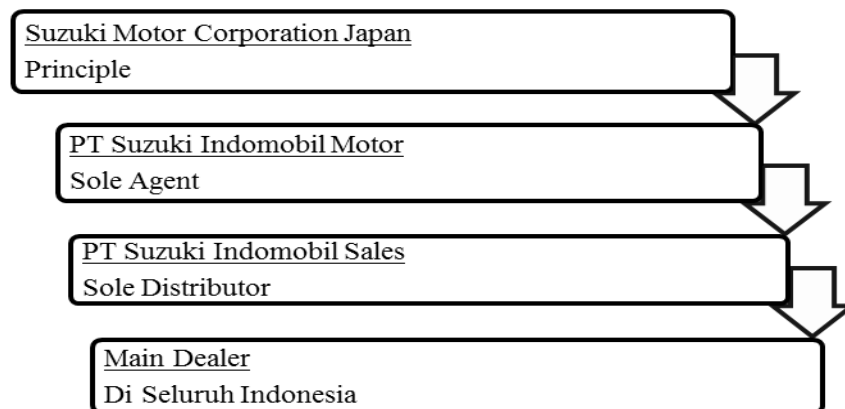 Suzuki Motor Corporation Japan
Principle
PT Suzuki Indomobil Motor
Sole Agent
PT Suzuki Indomobil Sales
Sole Distributor
Main Dealer
Di Seluruh Indonesia